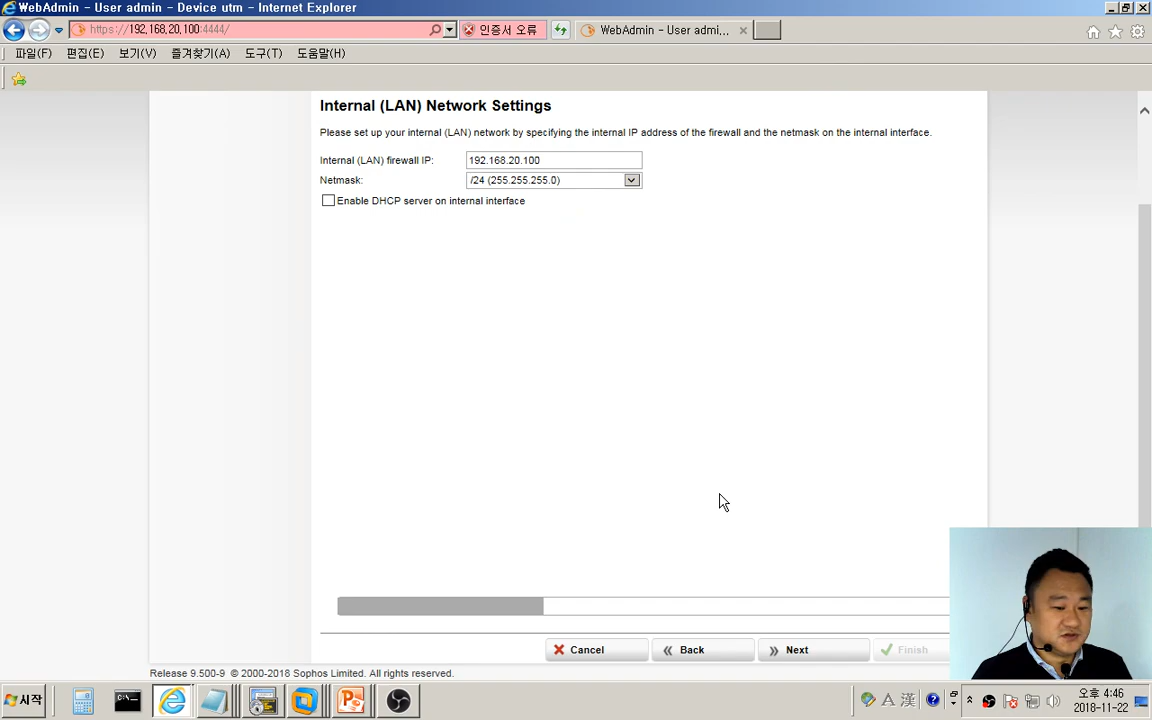 WebAdmin - User admin - Device utm - Internet Explorer
https://192.168.20.100:4444/
인증서 오류
WebAdmin - User admi...
파일(F) 편집(E) 보기(V) 즐겨찾기(A) 도구(T) 도움말(H)
Internal (LAN) Network Settings
Please set up your internal (LAN) network by specifying the internal IP address of the firewall and the netmask on the internal interface.
Internal (LAN) firewall IP: 192.168.20.100
Netmask: /24 (255.255.255.0)
Enable DHCP server on internal interface
Cancel Back Next Finish
Release 9.500-9 © 2000-2018 Sophos Limited. All rights reserved.
시작
A 漢
오후 4:46
2018-11-22